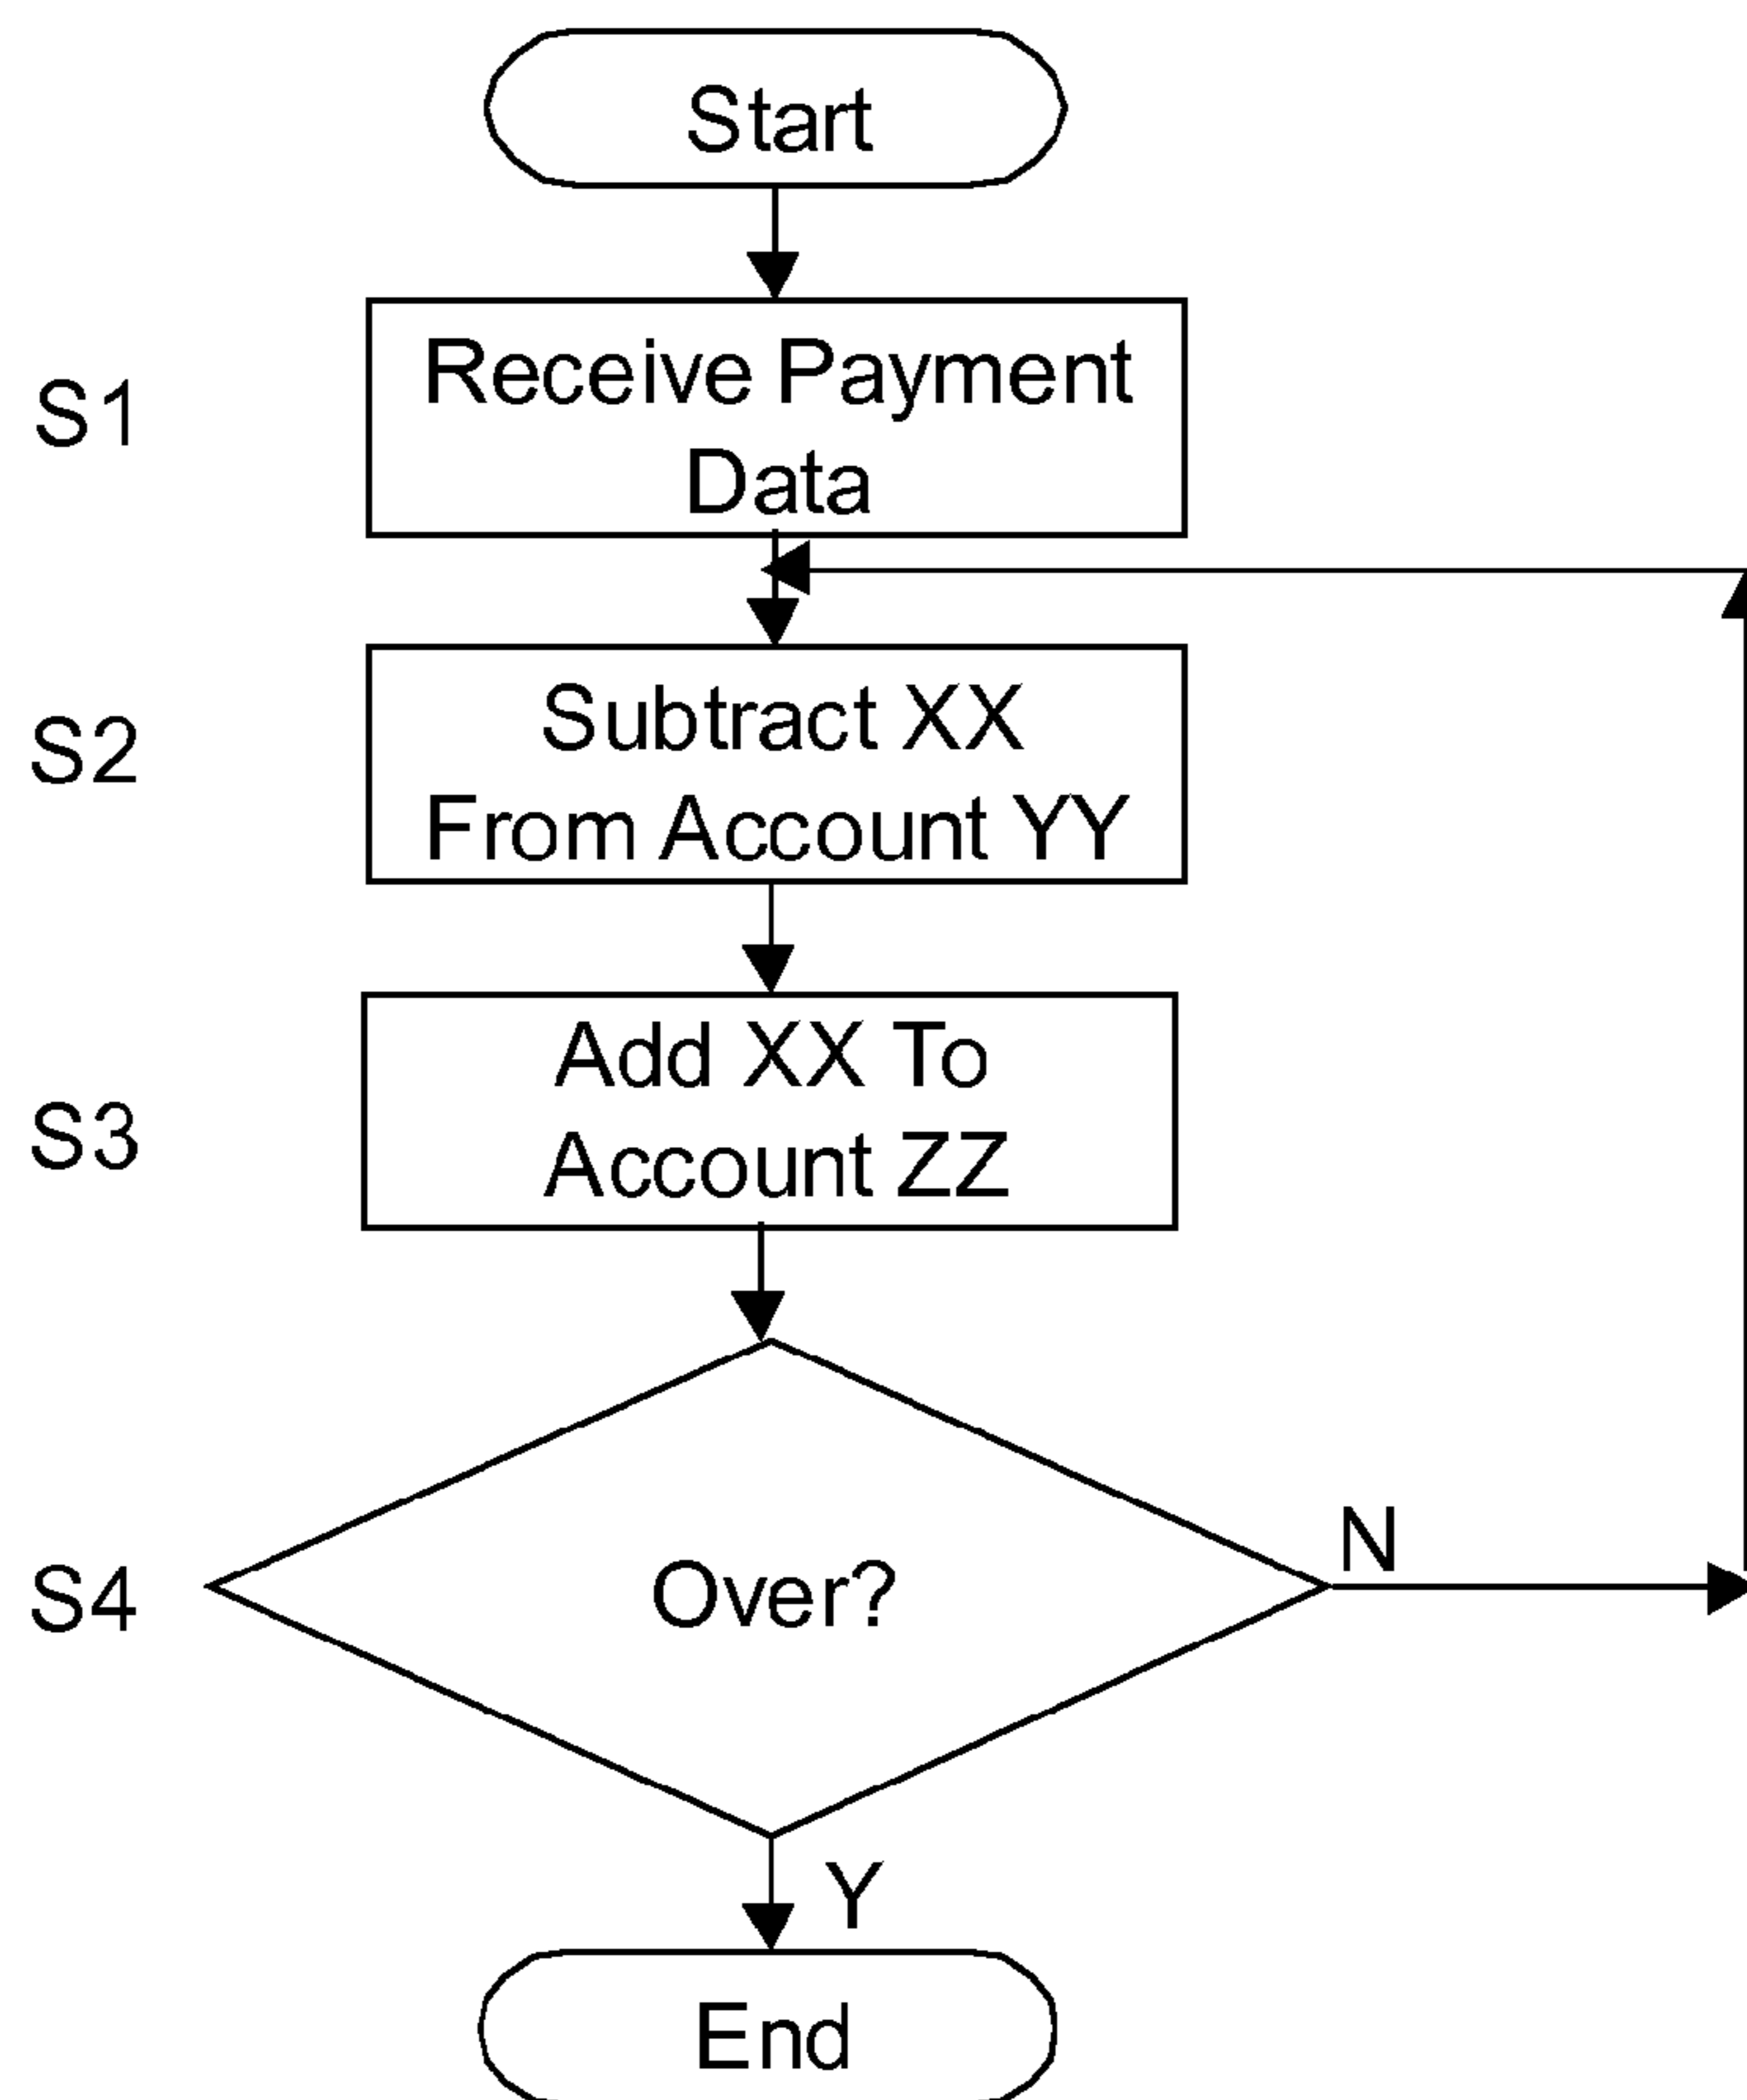 Start
S1
Receive Payment
Data
S2
Subtract XX
From Account YY
S3
Add XX To
Account ZZ
S4
Over?
N
Y
End